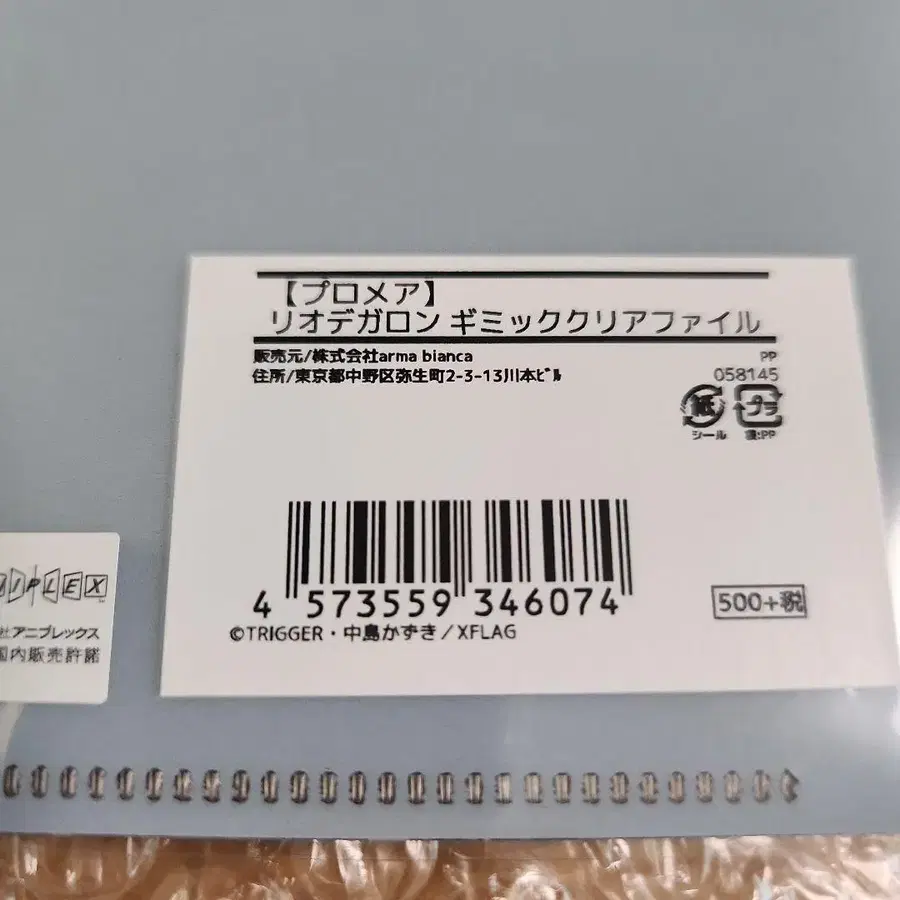 【プロメア】
リオデガロン ギミッククリアファイル
販売元/株式会社arma bianca
PP
住所/東京都中野区弥生町2-3-13川本ビル
058145
紙
プラ
シール
袋:PP
4 573559 346074
500+税
©TRIGGER・中島かずき/XFLAG
NIPLEX
社アニプレックス
国内販売許諾